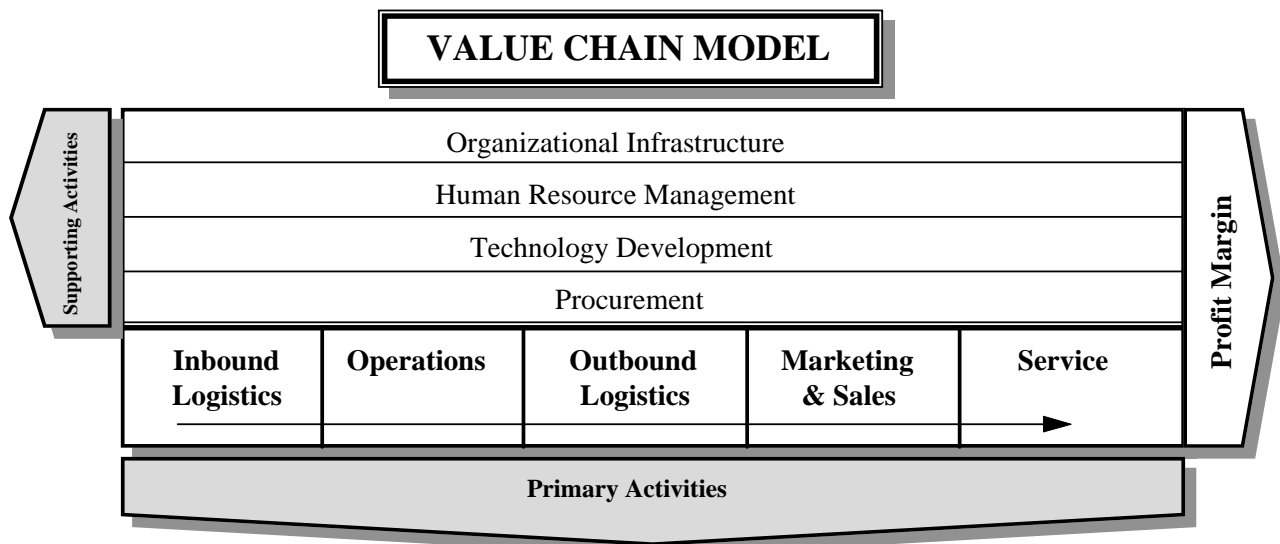 VALUE CHAIN MODEL
Supporting Activities
Organizational Infrastructure
Human Resource Management
Technology Development
Procurement
Inbound
Logistics
Operations
Outbound
Logistics
Marketing
& Sales
Service
Profit Margin
Primary Activities